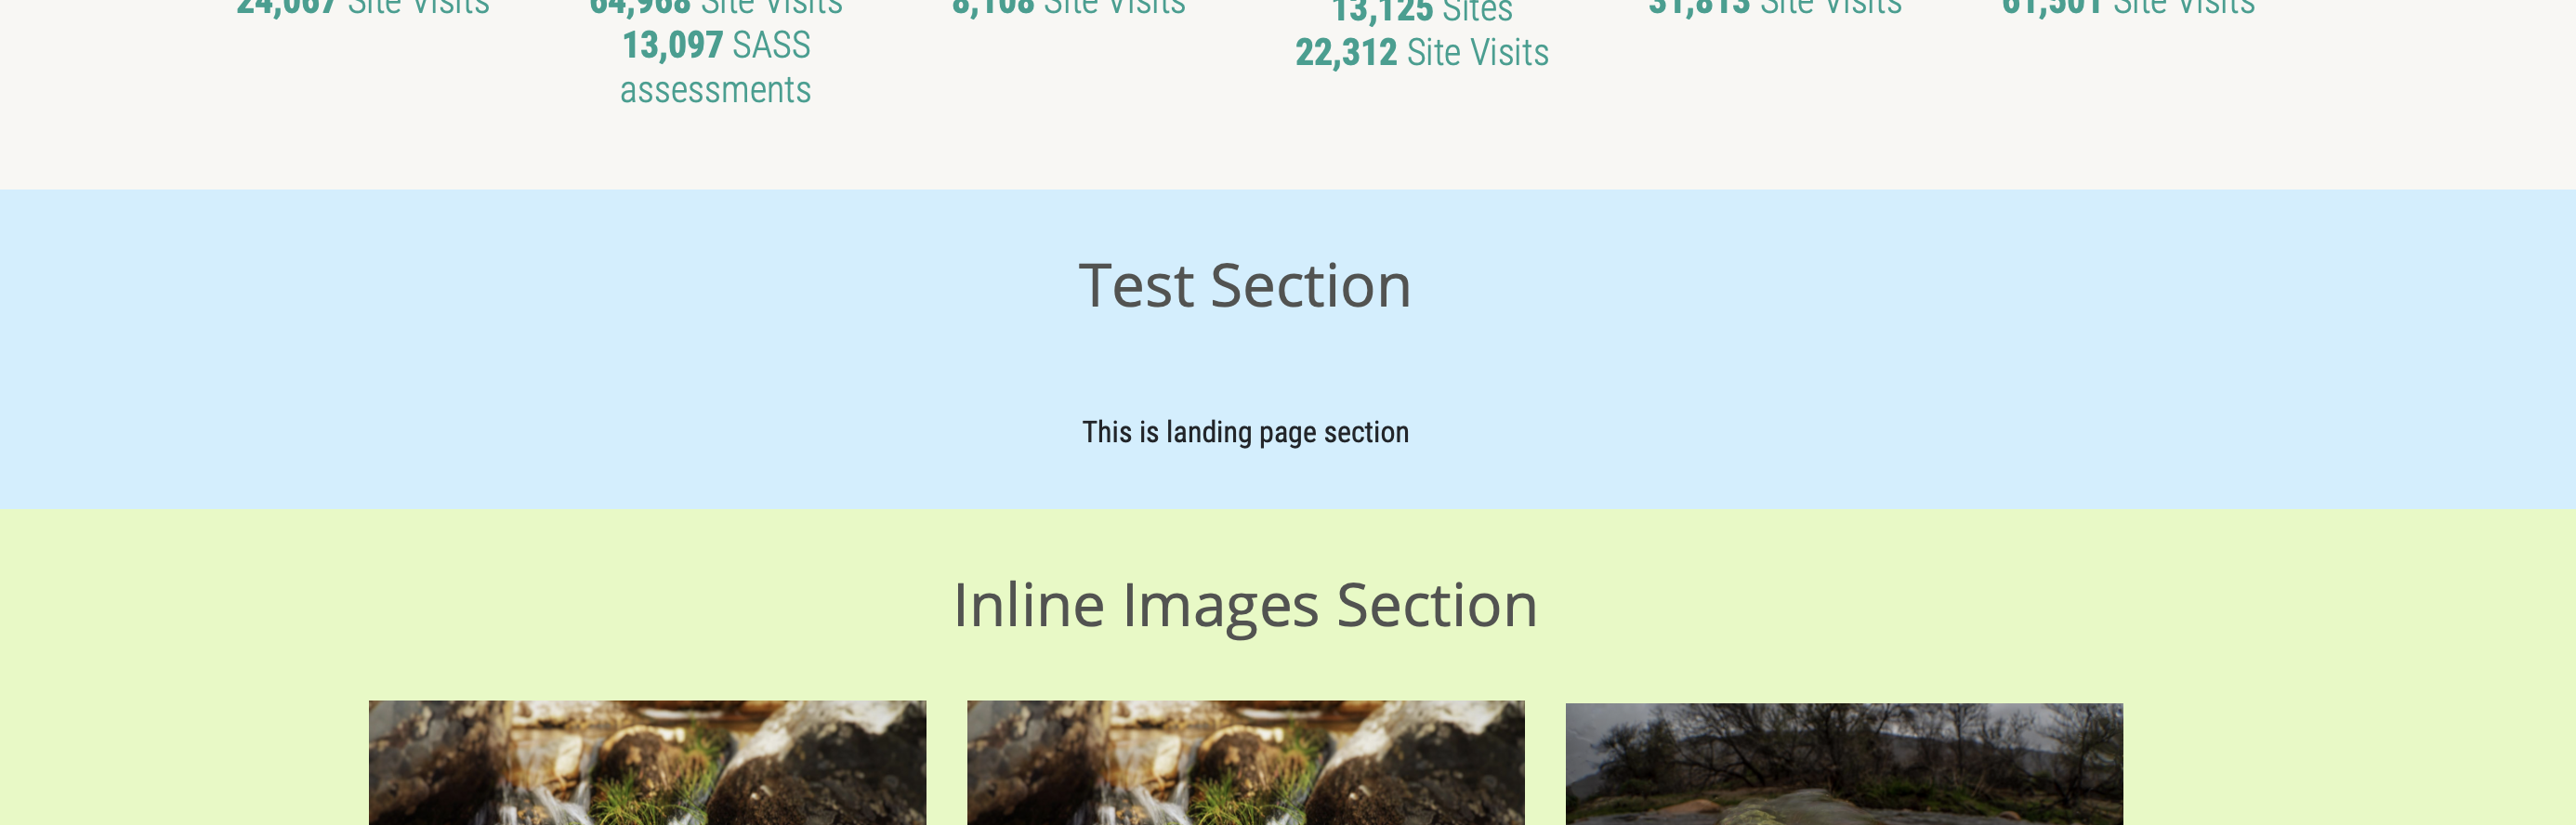 24,067 Site Visits
64,968 Site Visits
13,097 SASS
assessments
8,108 Site Visits
13,125 Sites
22,312 Site Visits
31,813 Site Visits
61,501 Site Visits
Test Section
This is landing page section
Inline Images Section